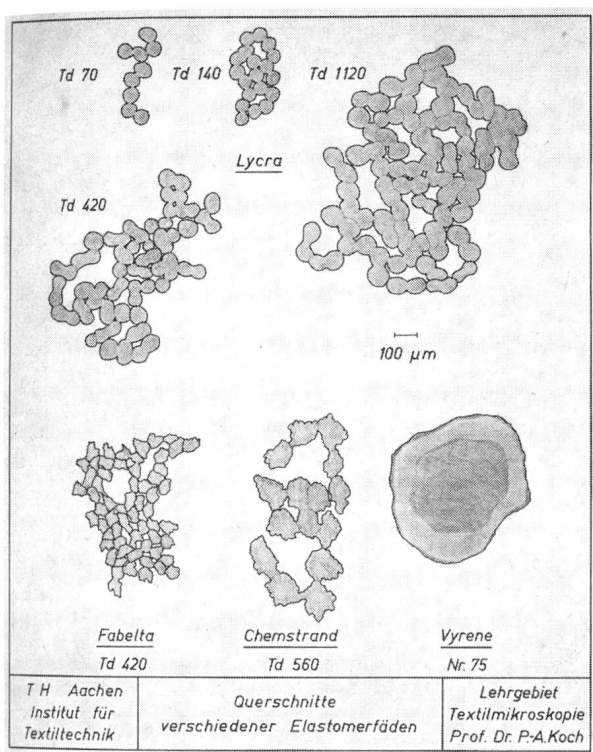 Td 70
Td 140
Td 1120
Lycra
Td 420
100 µm
Fabelta
Chemstrand
Vyrene
Td 420
Td 560
Nr. 75
T H Aachen
Institut für
Textiltechnik
Querschnitte
verschiedener Elastomerfäden
Lehrgebiet
Textilmikroskopie
Prof. Dr. P.-A. Koch